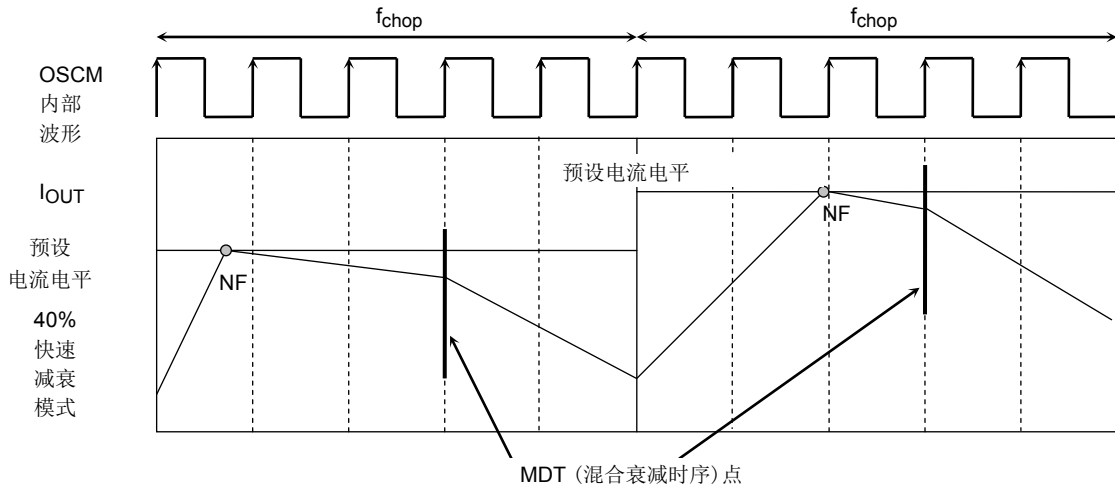 fchop
fchop
OSCM
内部
波形
IOUT
预设电流电平
NF
预设
电流电平
NF
40%
快速
减衰
模式
MDT (混合衰减时序) 点